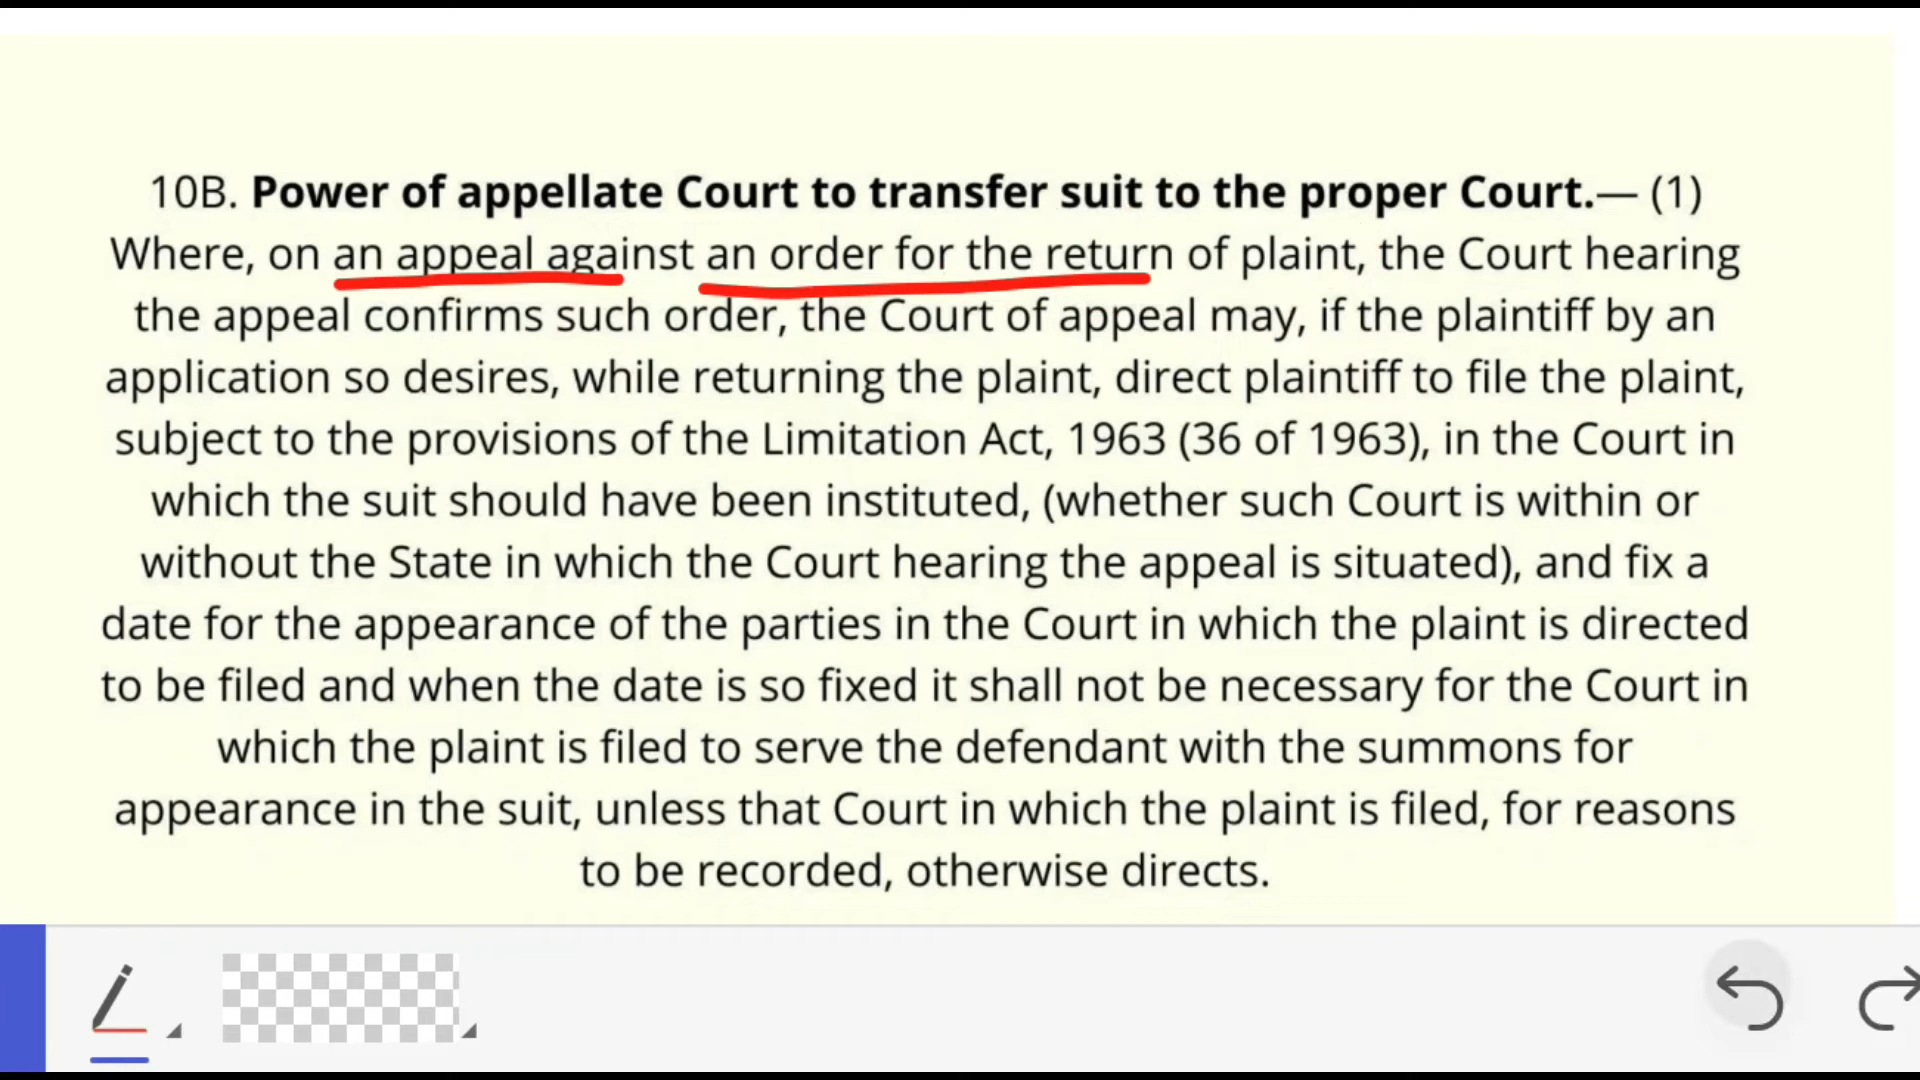 10B. Power of appellate Court to transfer suit to the proper Court.— (1)
Where, on an appeal against an order for the return of plaint, the Court hearing
the appeal confirms such order, the Court of appeal may, if the plaintiff by an
application so desires, while returning the plaint, direct plaintiff to file the plaint,
subject to the provisions of the Limitation Act, 1963 (36 of 1963), in the Court in
which the suit should have been instituted, (whether such Court is within or
without the State in which the Court hearing the appeal is situated), and fix a
date for the appearance of the parties in the Court in which the plaint is directed
to be filed and when the date is so fixed it shall not be necessary for the Court in
which the plaint is filed to serve the defendant with the summons for
appearance in the suit, unless that Court in which the plaint is filed, for reasons
to be recorded, otherwise directs.